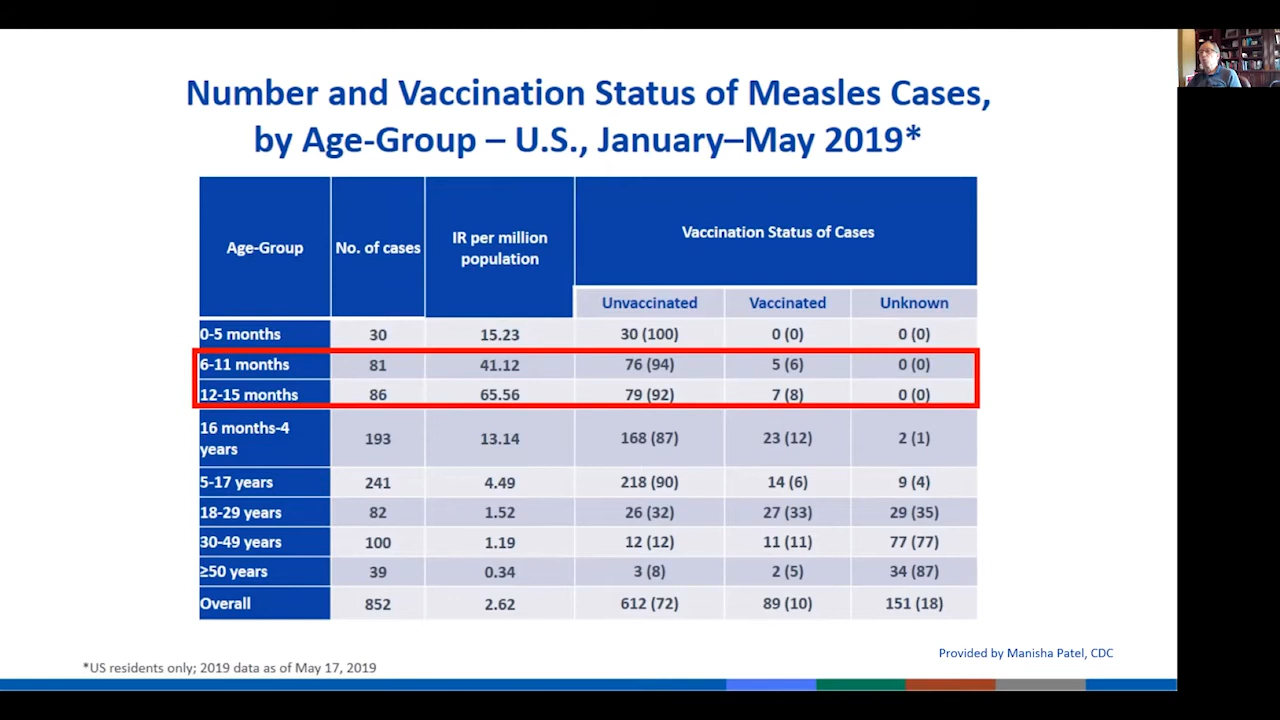 Number and Vaccination Status of Measles Cases,
by Age-Group – U.S., January–May 2019*
Age-Group No. of cases IR per million population Vaccination Status of Cases
Unvaccinated Vaccinated Unknown
0-5 months 30 15.23 30 (100) 0 (0) 0 (0)
6-11 months 81 41.12 76 (94) 5 (6) 0 (0)
12-15 months 86 65.56 79 (92) 7 (8) 0 (0)
16 months-4 years 193 13.14 168 (87) 23 (12) 2 (1)
5-17 years 241 4.49 218 (90) 14 (6) 9 (4)
18-29 years 82 1.52 26 (32) 27 (33) 29 (35)
30-49 years 100 1.19 12 (12) 11 (11) 77 (77)
≥50 years 39 0.34 3 (8) 2 (5) 34 (87)
Overall 852 2.62 612 (72) 89 (10) 151 (18)
Provided by Manisha Patel, CDC
*US residents only; 2019 data as of May 17, 2019